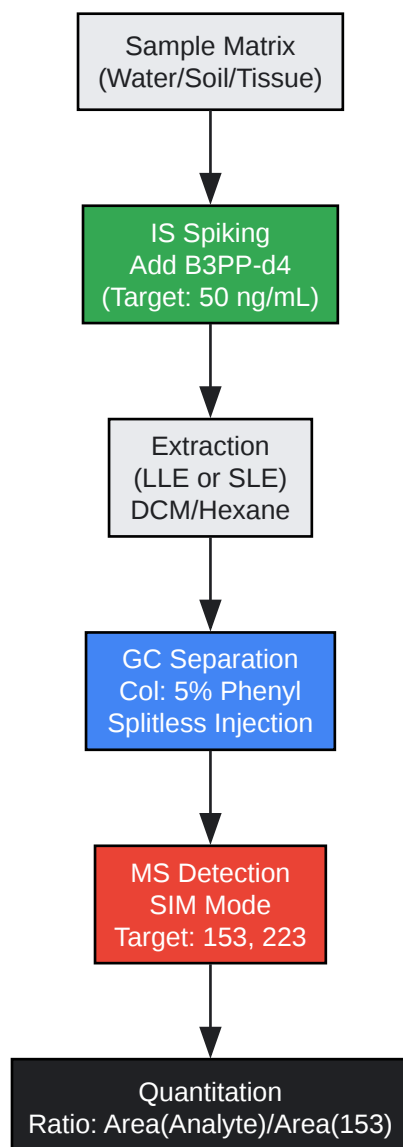 Sample Matrix
(Water/Soil/Tissue)
IS Spiking
Add B3PP-d4
(Target: 50 ng/mL)
Extraction
(LLE or SLE)
DCM/Hexane
GC Separation
Col: 5% Phenyl
Splitless Injection
MS Detection
SIM Mode
Target: 153, 223
Quantitation
Ratio: Area(Analyte)/Area(153)